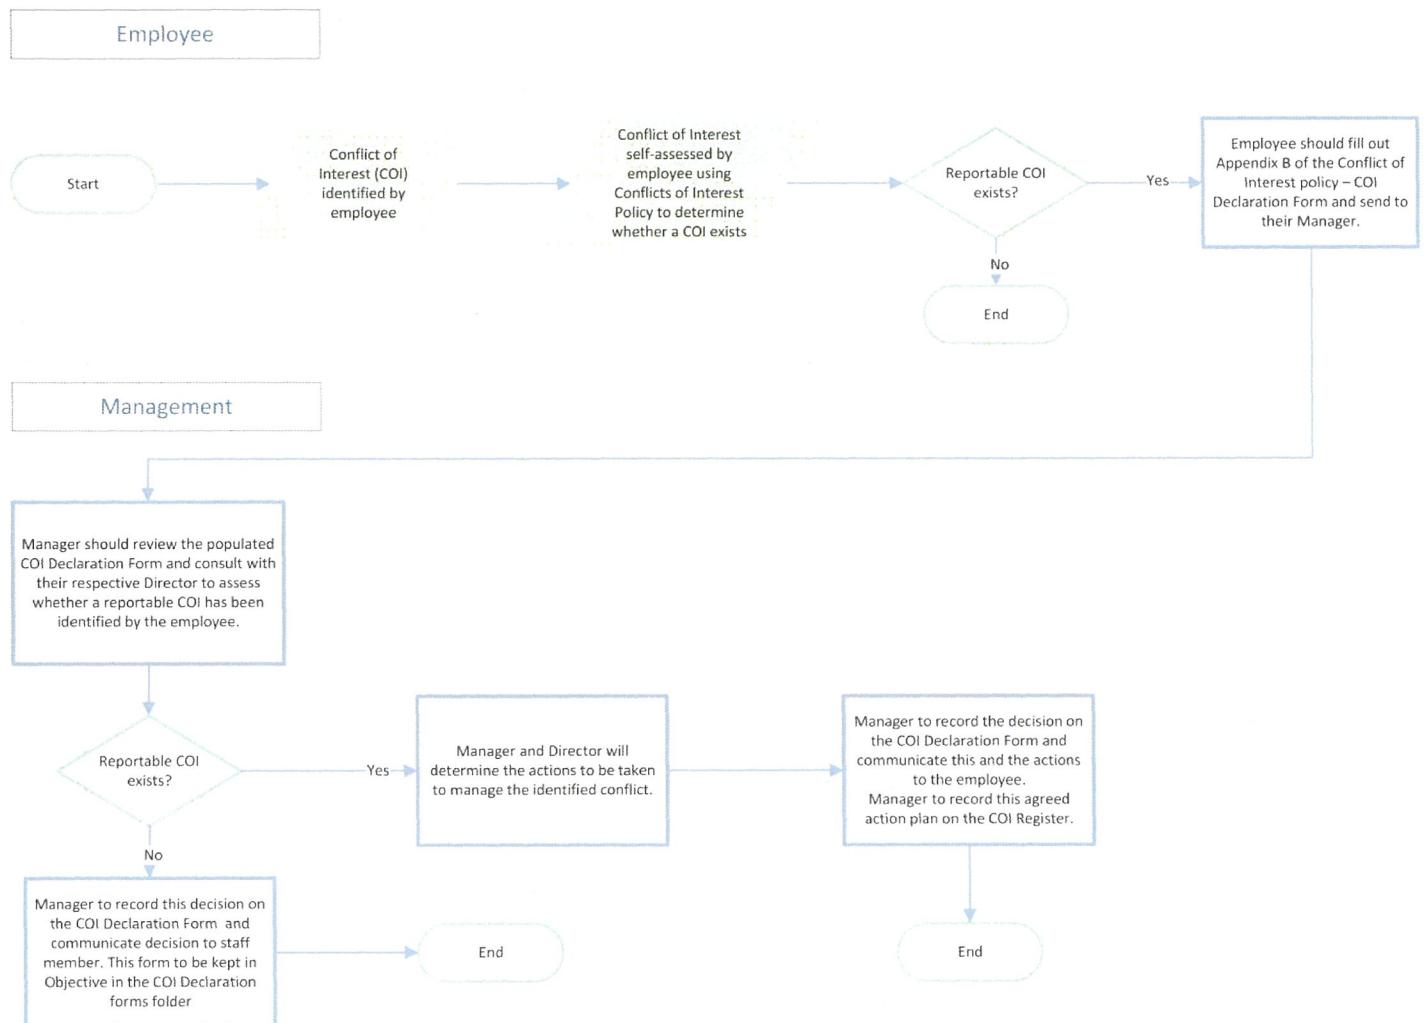 Employee
Start
Conflict of
Interest (COI)
identified by
employee
Conflict of Interest
self-assessed by
employee using
Conflicts of Interest
Policy to determine
whether a COI exists
Reportable COI
exists?
Yes
Employee should fill out
Appendix B of the Conflict of
Interest policy – COI
Declaration Form and send to
their Manager.
No
End
Management
Manager should review the populated
COI Declaration Form and consult with
their respective Director to assess
whether a reportable COI has been
identified by the employee.
Reportable COI
exists?
Yes
Manager and Director will
determine the actions to be taken
to manage the identified conflict.
Manager to record the decision on
the COI Declaration Form and
communicate this and the actions
to the employee.
Manager to record this agreed
action plan on the COI Register.
No
Manager to record this decision on
the COI Declaration Form and
communicate decision to staff
member. This form to be kept in
Objective in the COI Declaration
forms folder
End
End